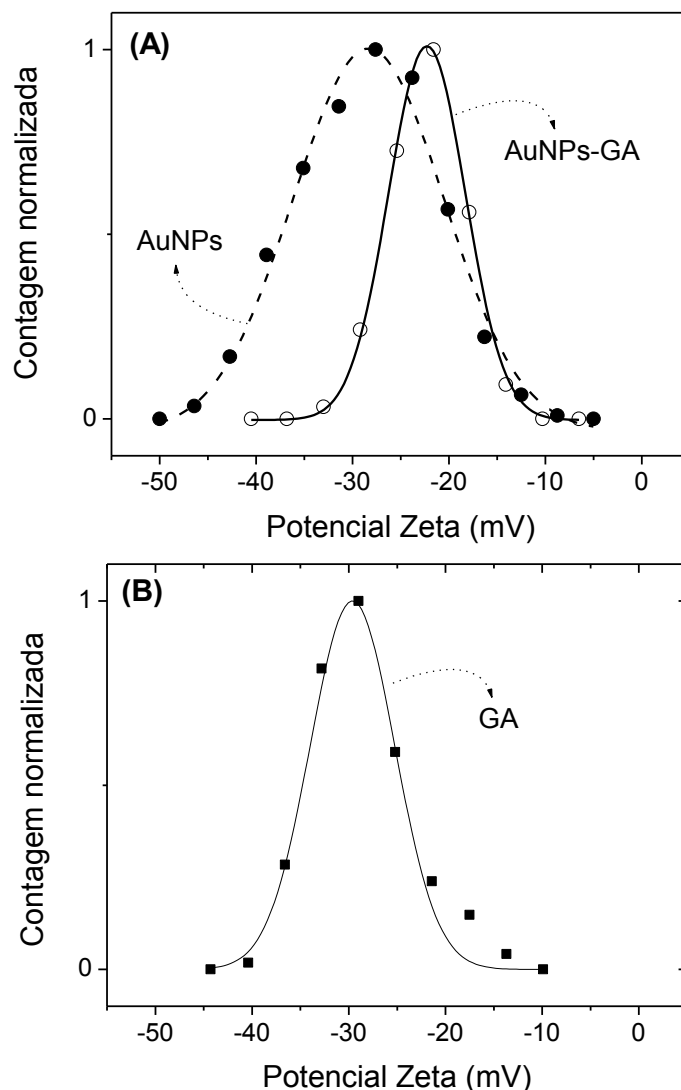 (A)
1
AuNPs-GA
AuNPs
Contagem normalizada
0
-50 -40 -30 -20 -10 0
Potencial Zeta (mV)
(B)
1
GA
Contagem normalizada
0
-50 -40 -30 -20 -10 0
Potencial Zeta (mV)